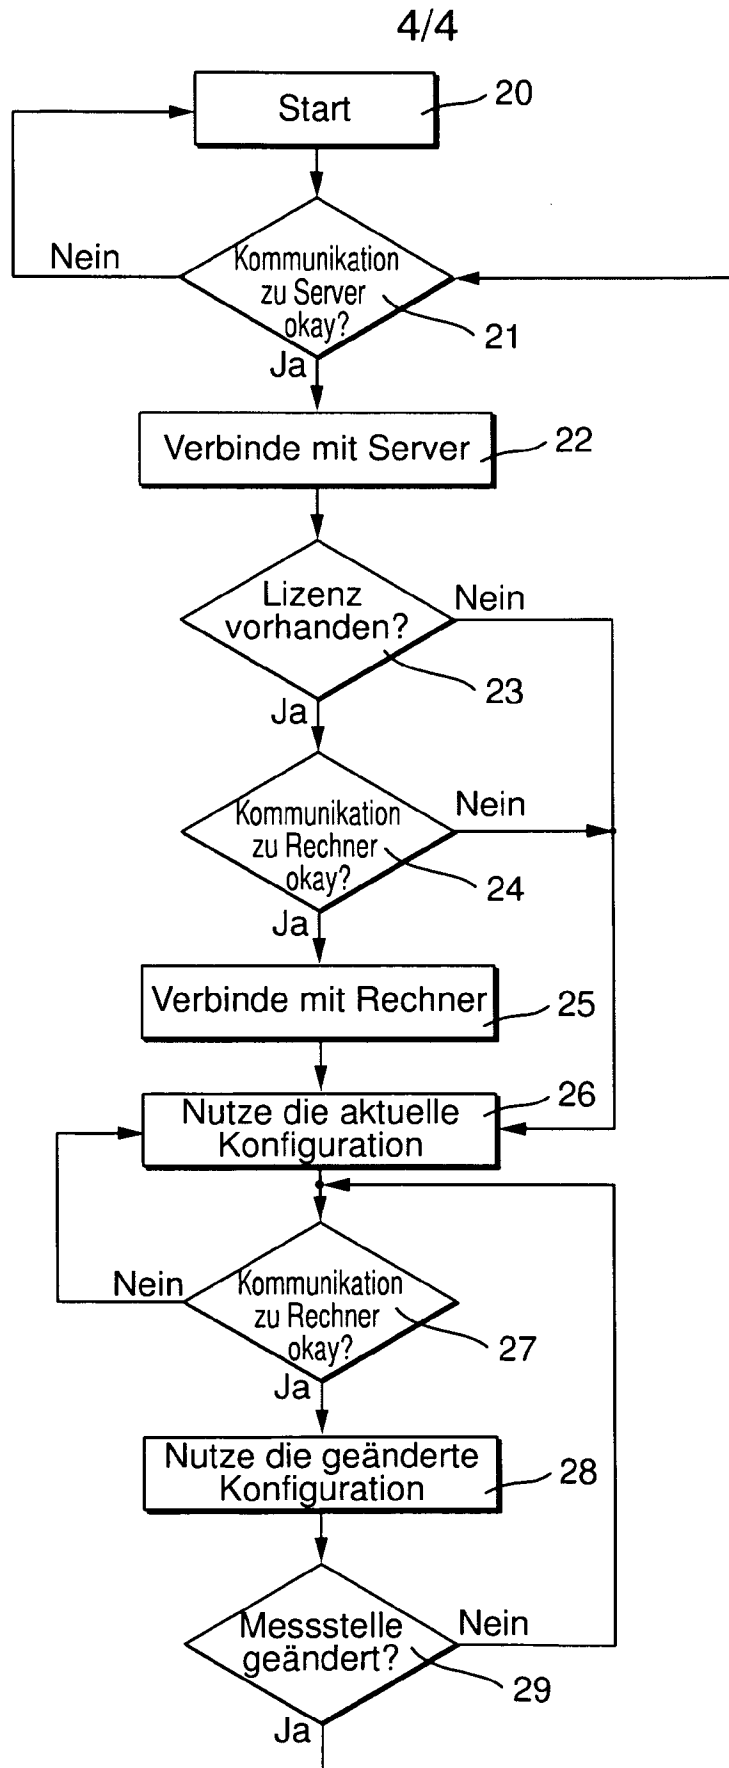 4/4
Start
20
Nein
Kommunikation
zu Server
okay?
21
Ja
Verbinde mit Server
22
Lizenz
vorhanden?
Nein
23
Ja
Kommunikation
zu Rechner
okay?
Nein
24
Ja
Verbinde mit Rechner
25
Nutze die aktuelle
Konfiguration
26
Nein
Kommunikation
zu Rechner
okay?
27
Ja
Nutze die geänderte
Konfiguration
28
Messstelle
geändert?
Nein
29
Ja